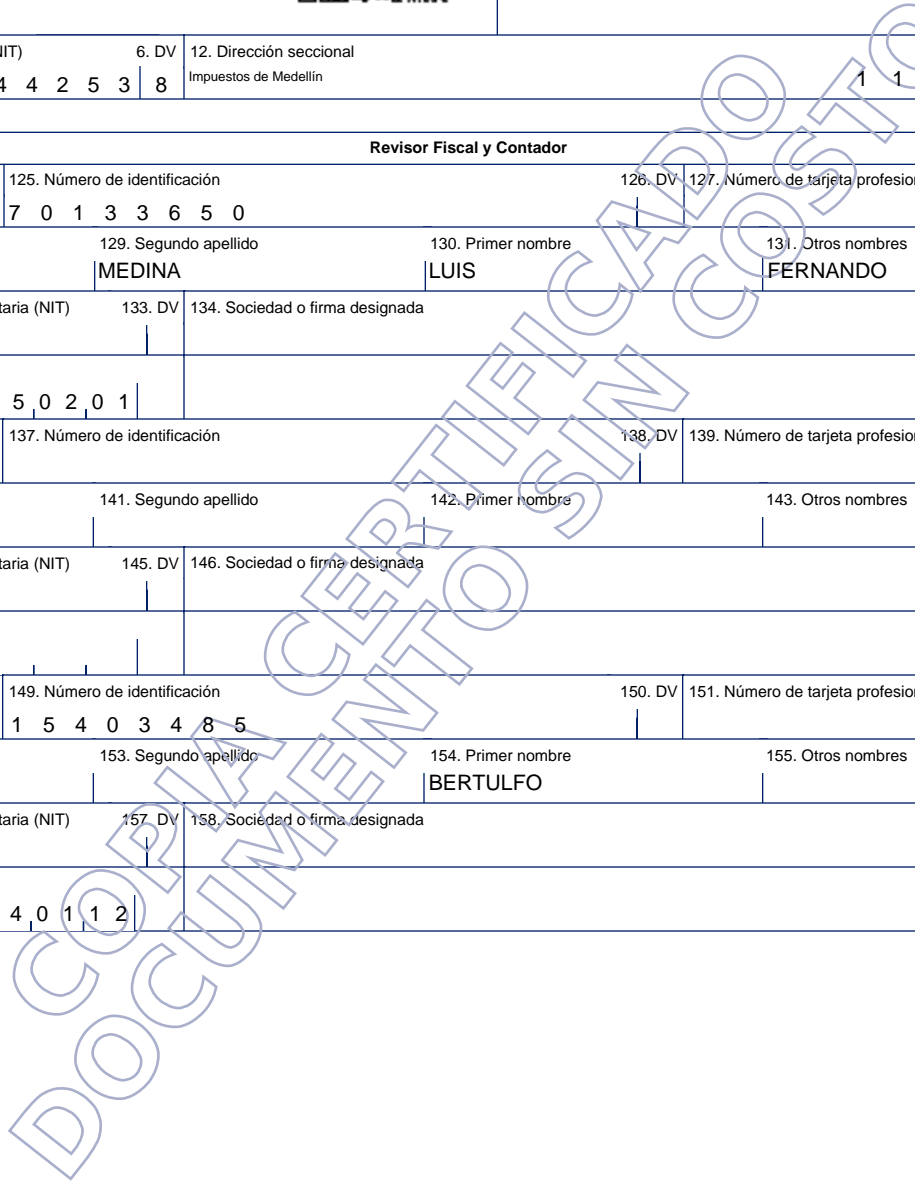 NIT) 6. DV 12. Dirección seccional
4 4 2 5 3 8 Impuestos de Medellín 1 1
Revisor Fiscal y Contador
125. Número de identificación 126. DV 127. Número de tarjeta profesion
7 0 1 3 3 6 5 0
129. Segundo apellido 130. Primer nombre 131. Otros nombres
MEDINA LUIS FERNANDO
taria (NIT) 133. DV 134. Sociedad o firma designada
5 0 2 0 1
137. Número de identificación 138. DV 139. Número de tarjeta profesion
141. Segundo apellido 142. Primer nombre 143. Otros nombres
taria (NIT) 145. DV 146. Sociedad o firma designada
149. Número de identificación 150. DV 151. Número de tarjeta profesion
1 5 4 0 3 4 8 5
153. Segundo apellido 154. Primer nombre 155. Otros nombres
BERTULFO
taria (NIT) 157. DV 158. Sociedad o firma designada
4 0 1 1 2
COPIA CERTIFICADO
DOCUMENTO SIN COSTO